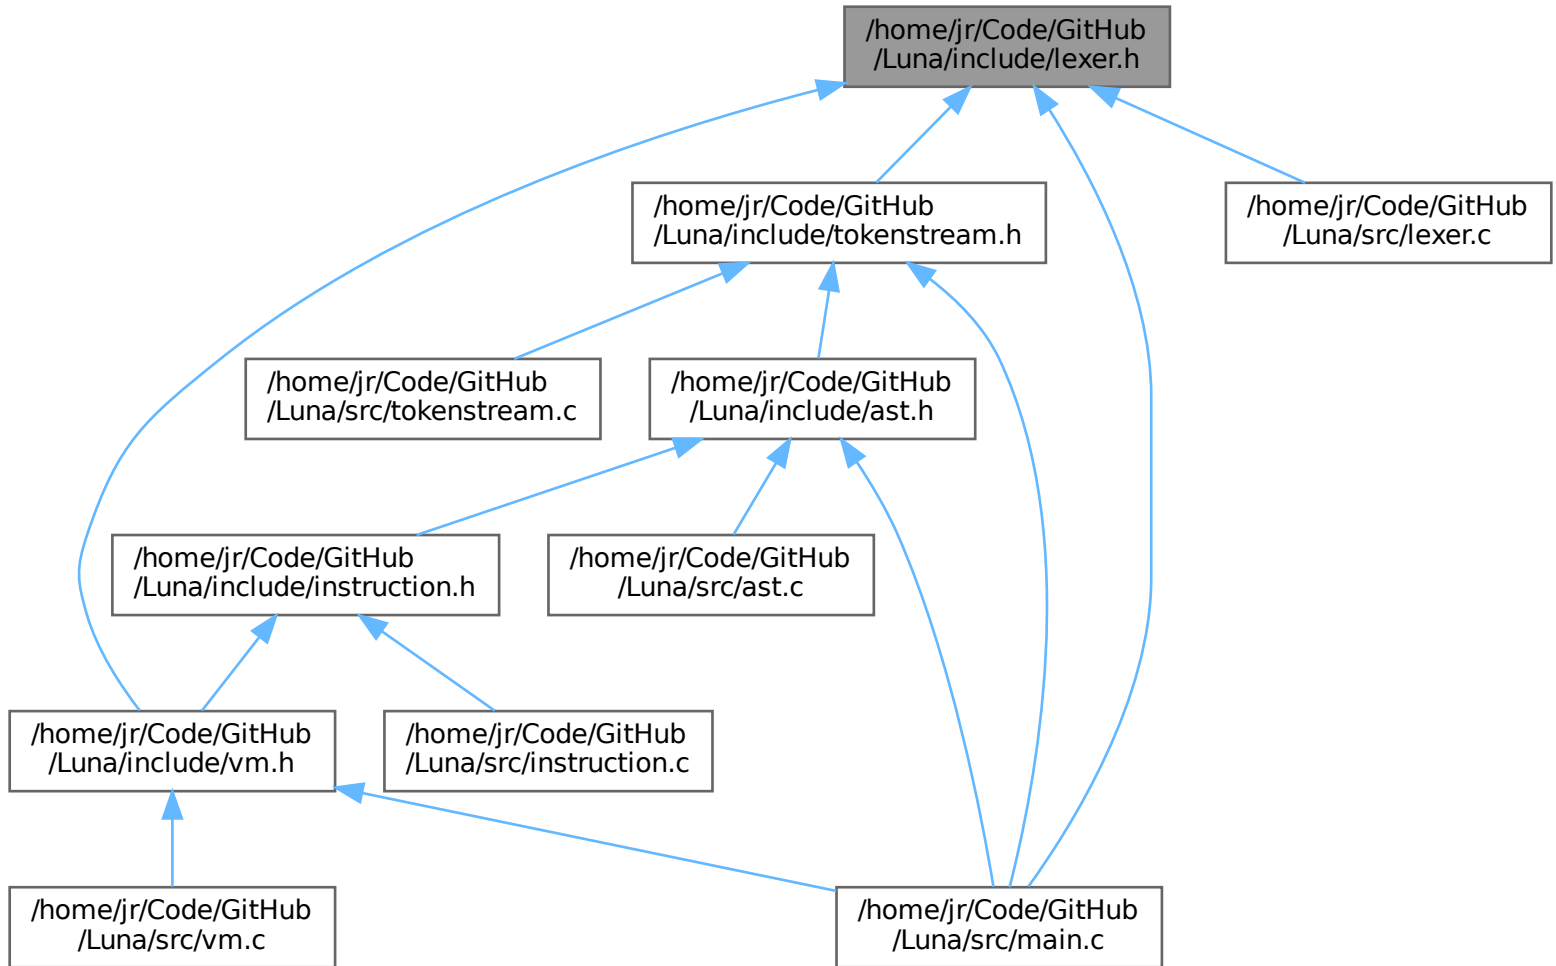 /home/jr/Code/GitHub
/Luna/include/lexer.h
/home/jr/Code/GitHub
/Luna/include/tokenstream.h
/home/jr/Code/GitHub
/Luna/src/lexer.c
/home/jr/Code/GitHub
/Luna/src/tokenstream.c
/home/jr/Code/GitHub
/Luna/include/ast.h
/home/jr/Code/GitHub
/Luna/include/instruction.h
/home/jr/Code/GitHub
/Luna/src/ast.c
/home/jr/Code/GitHub
/Luna/include/vm.h
/home/jr/Code/GitHub
/Luna/src/instruction.c
/home/jr/Code/GitHub
/Luna/src/vm.c
/home/jr/Code/GitHub
/Luna/src/main.c